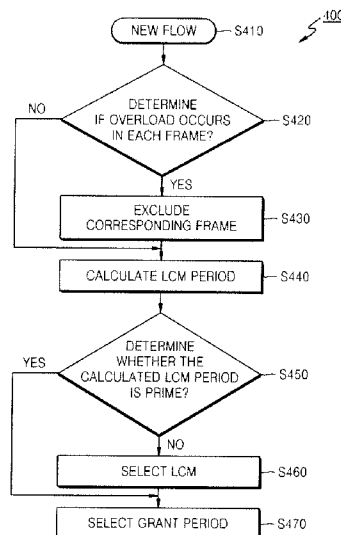 400
NEW FLOW
S410
DETERMINE
IF OVERLOAD OCCURS
IN EACH FRAME?
S420
NO
YES
EXCLUDE
CORRESPONDING FRAME
S430
CALCULATE LCM PERIOD
S440
DETERMINE
WHETHER THE
CALCULATED LCM PERIOD
IS PRIME?
S450
YES
NO
SELECT LCM
S460
SELECT GRANT PERIOD
S470